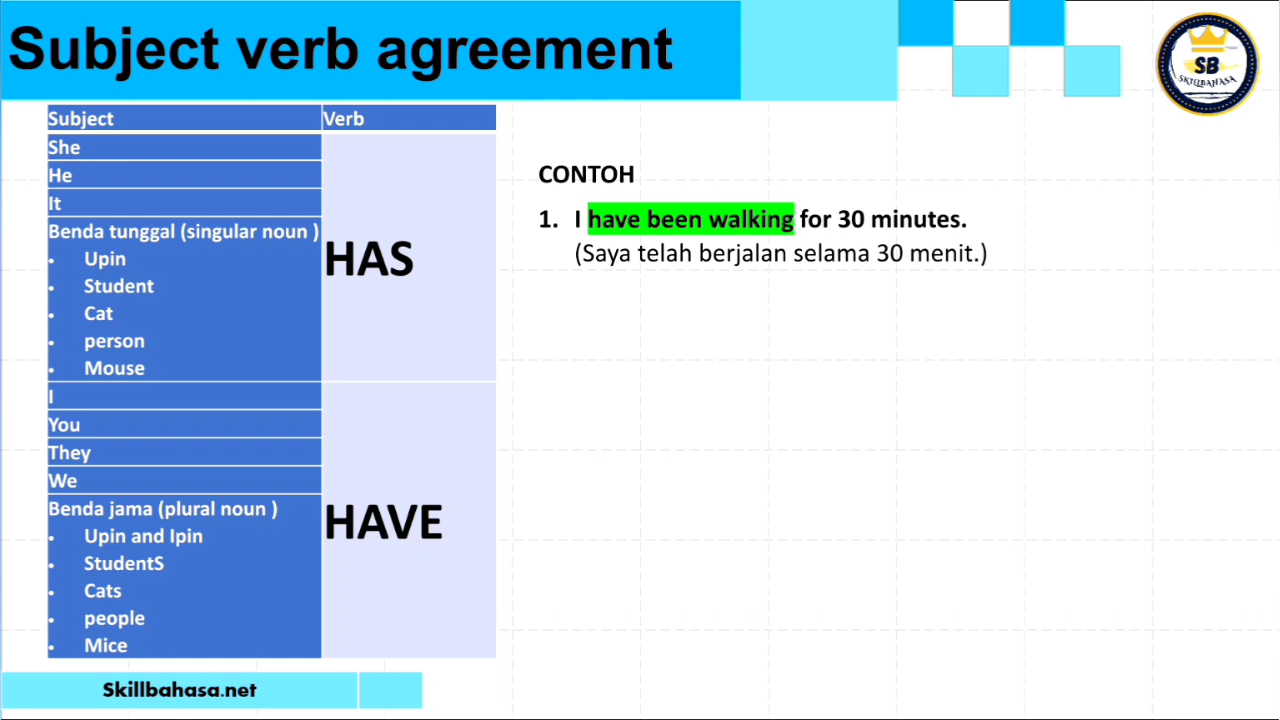 Subject verb agreement
SB
SKILLBAHASA
Subject Verb
She
He
It
Benda tunggal (singular noun )
• Upin
• Student
• Cat
• person
• Mouse
HAS
I
You
They
We
Benda jama (plural noun )
• Upin and Ipin
• StudentS
• Cats
• people
• Mice
HAVE
CONTOH
1. I have been walking for 30 minutes.
(Saya telah berjalan selama 30 menit.)
Skillbahasa.net